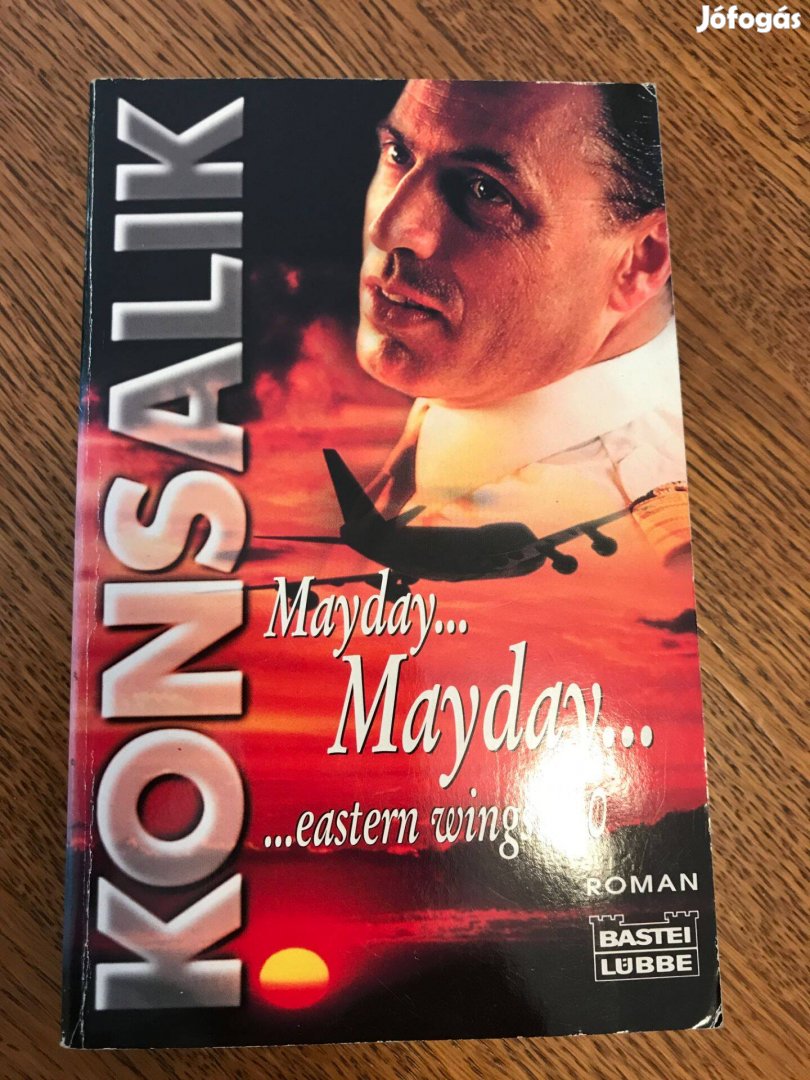 Jófogás
KONSALIK
Mayday...
Mayday...
...eastern wings
ROMAN
BASTEI
LÜBBE